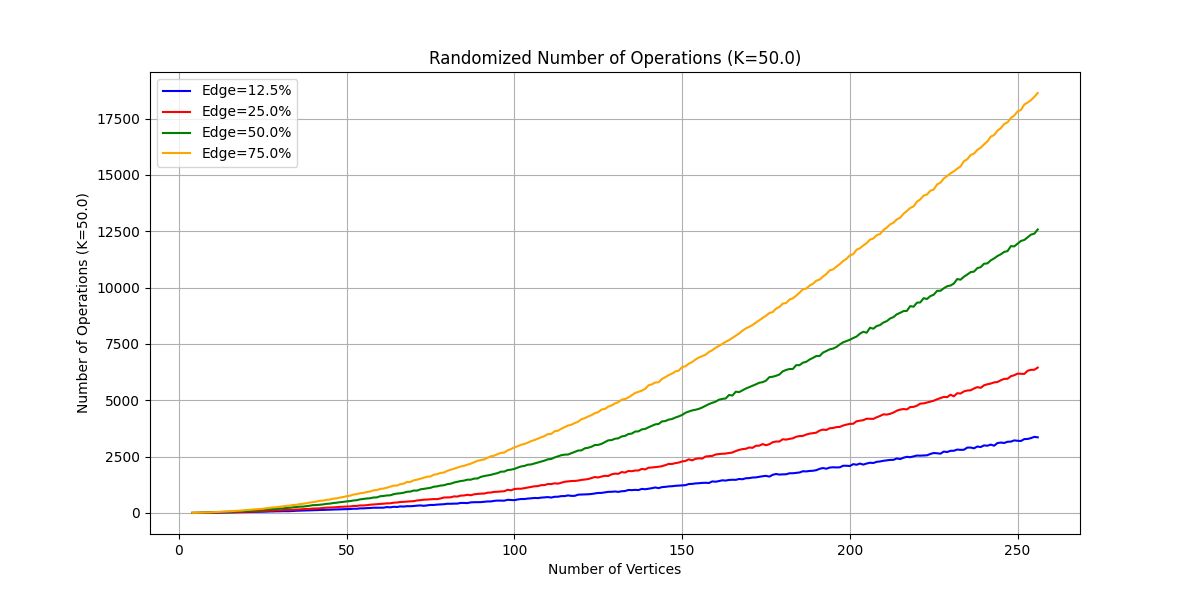 Randomized Number of Operations (K=50.0)
Edge=12.5%
Edge=25.0%
Edge=50.0%
Edge=75.0%
Number of Operations (K=50.0)
17500
15000
12500
10000
7500
5000
2500
0
0 50 100 150 200 250
Number of Vertices